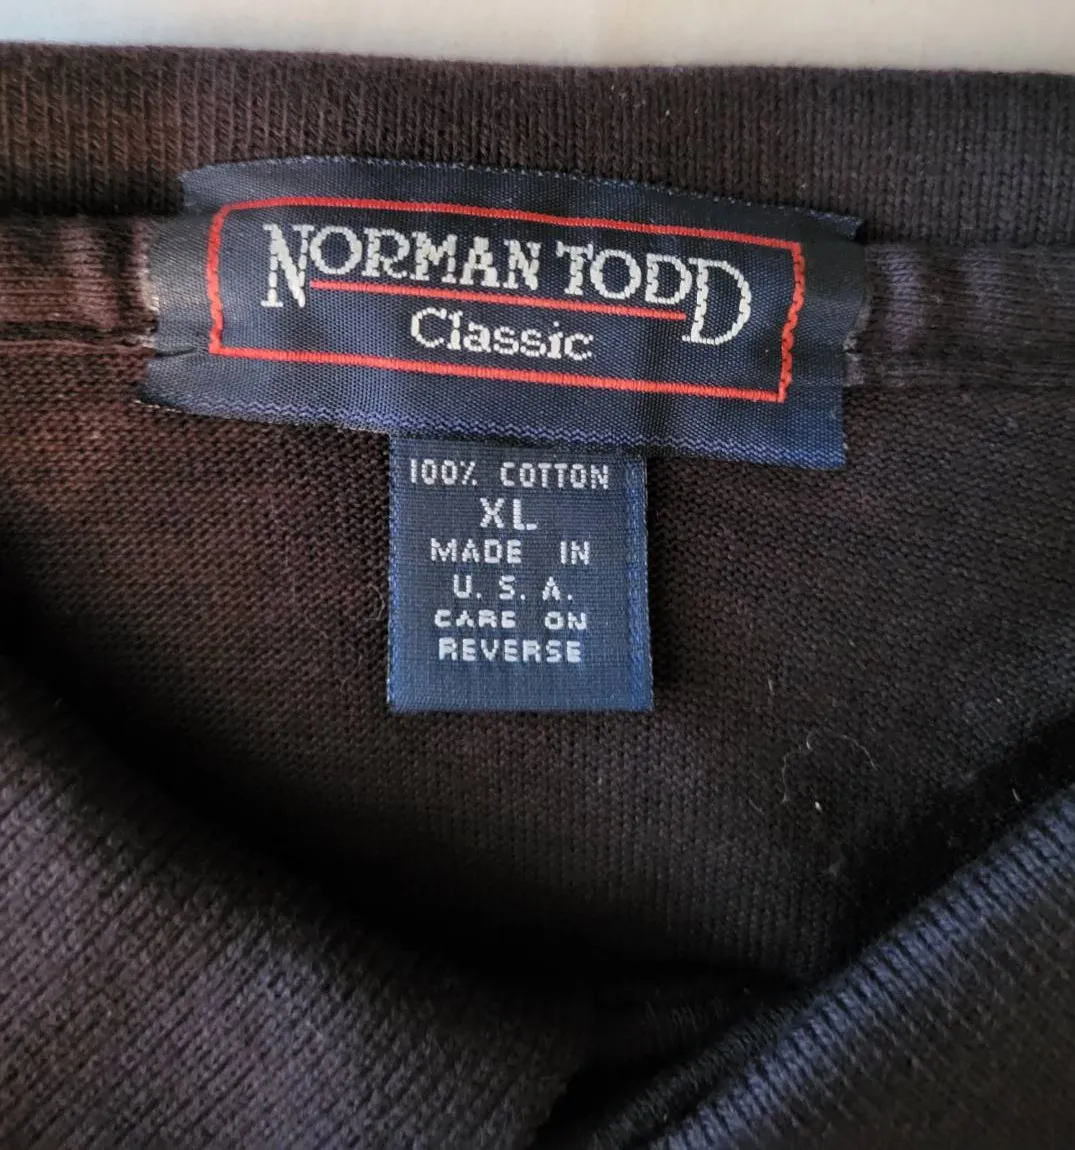 NORMAN TODD
Classic
100% COTTON
XL
MADE IN
U. S. A.
CARE ON
REVERSE